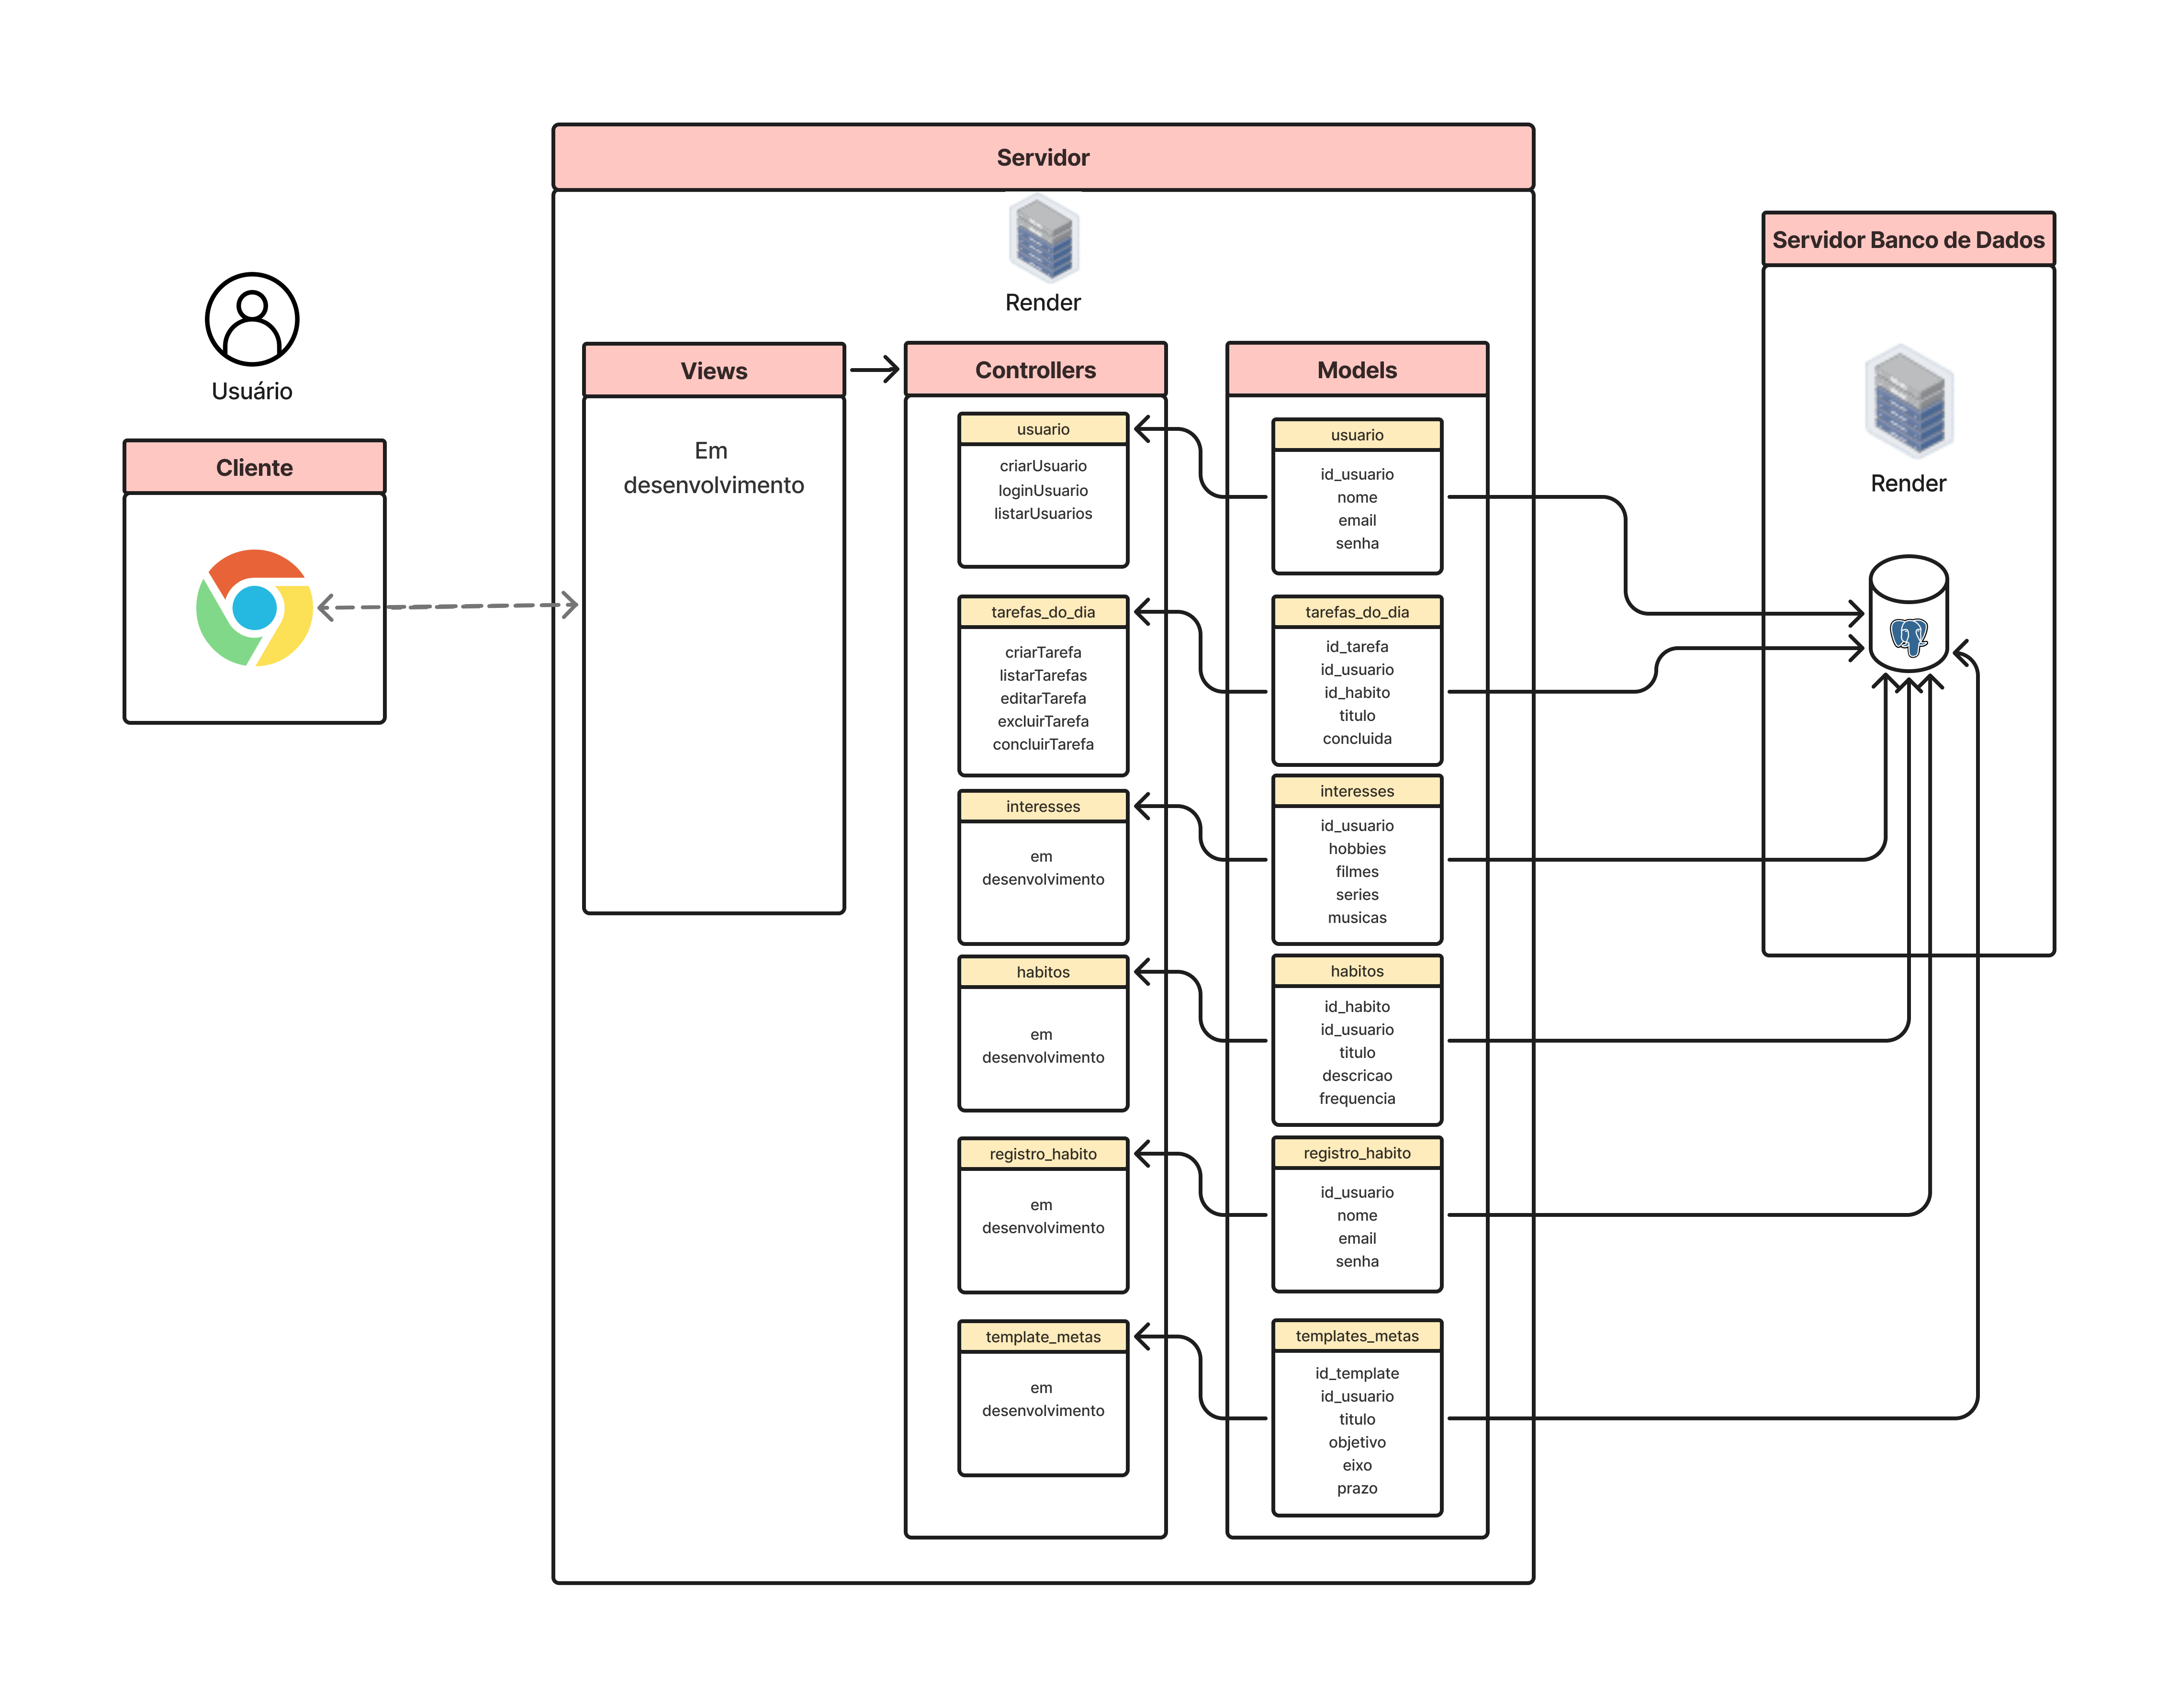 Servidor
Render
Usuário
Cliente
Views
Em
desenvolvimento
Controllers
usuario
criarUsuario
loginUsuario
listarUsuarios
tarefas_do_dia
criarTarefa
listarTarefas
editarTarefa
excluirTarefa
concluirTarefa
interesses
em
desenvolvimento
habitos
em
desenvolvimento
registro_habito
em
desenvolvimento
template_metas
em
desenvolvimento
Models
usuario
id_usuario
nome
email
senha
tarefas_do_dia
id_tarefa
id_usuario
id_habito
titulo
concluida
interesses
id_usuario
hobbies
filmes
series
musicas
habitos
id_habito
id_usuario
titulo
descricao
frequencia
registro_habito
id_usuario
nome
email
senha
templates_metas
id_template
id_usuario
titulo
objetivo
eixo
prazo
Servidor Banco de Dados
Render